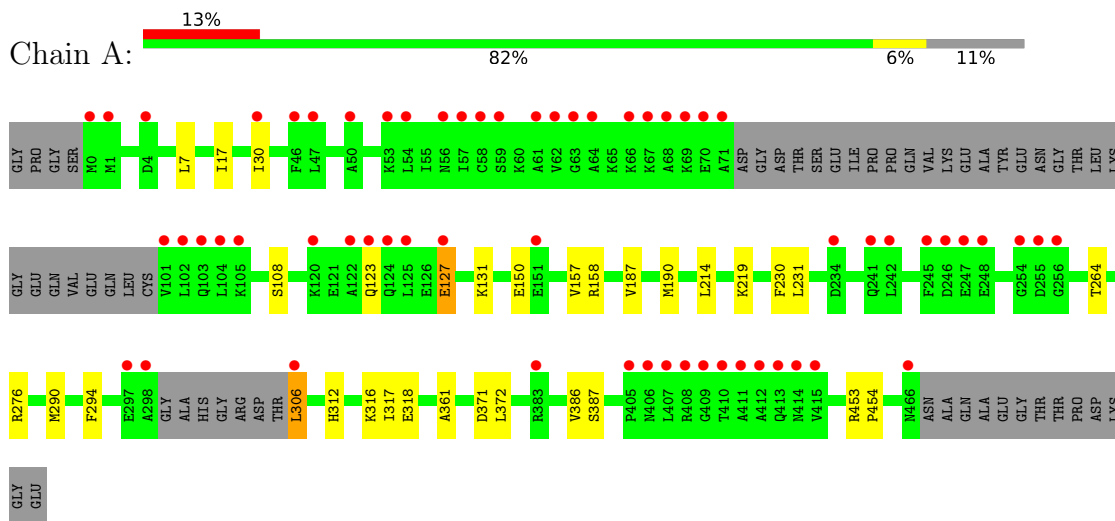 13%
Chain A:
82% 6% 11%
GLY PRO GLY SER M0 M1 D4 L7 I17 I30 F46 L47 A50 K53 L54 I55 N56 I57 C58 S59 K60 A61 V62 G63 A64 K65 K66 K67 A68 K69 E70 A71 ASP GLY ASP THR SER GLU ILE PRO PRO GLN VAL LYS GLU ALA TYR GLU ASN GLY THR LEU LYS
GLY GLU GLN VAL GLU GLN LEU CYS V101 L102 Q103 L104 K105 S108 K120 E121 A122 Q123 Q124 L125 E126 E127 K131 E150 E151 V157 R158 V187 M190 L214 K219 F230 L231 D234 Q241 L242 F245 D246 E247 E248 G254 D255 G256 T264
R276 M290 F294 E297 A298 GLY ALA HIS GLY ARG ASP THR L306 H312 K316 I317 E318 A361 D371 L372 R383 V386 S387 P405 N406 L407 R408 G409 T410 A411 A412 Q413 N414 V415 R453 P454 N466 ASN ALA GLN ALA GLU GLY THR THR PRO ASP LYS
GLY GLU